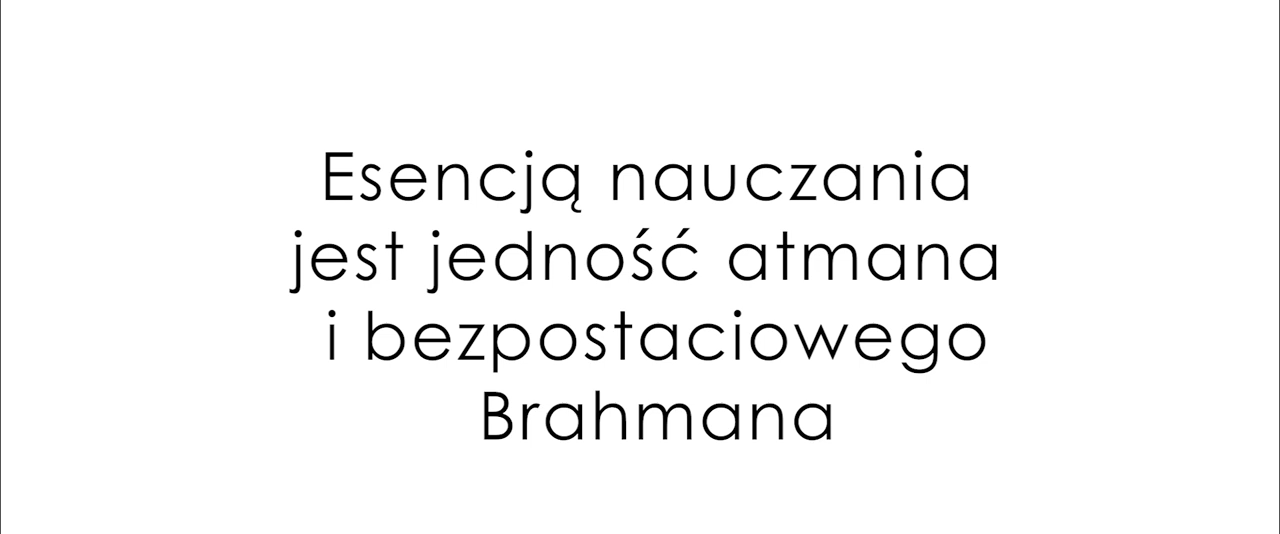 Esencją nauczania
jest jedność atmana
i bezpostaciowego
Brahmana